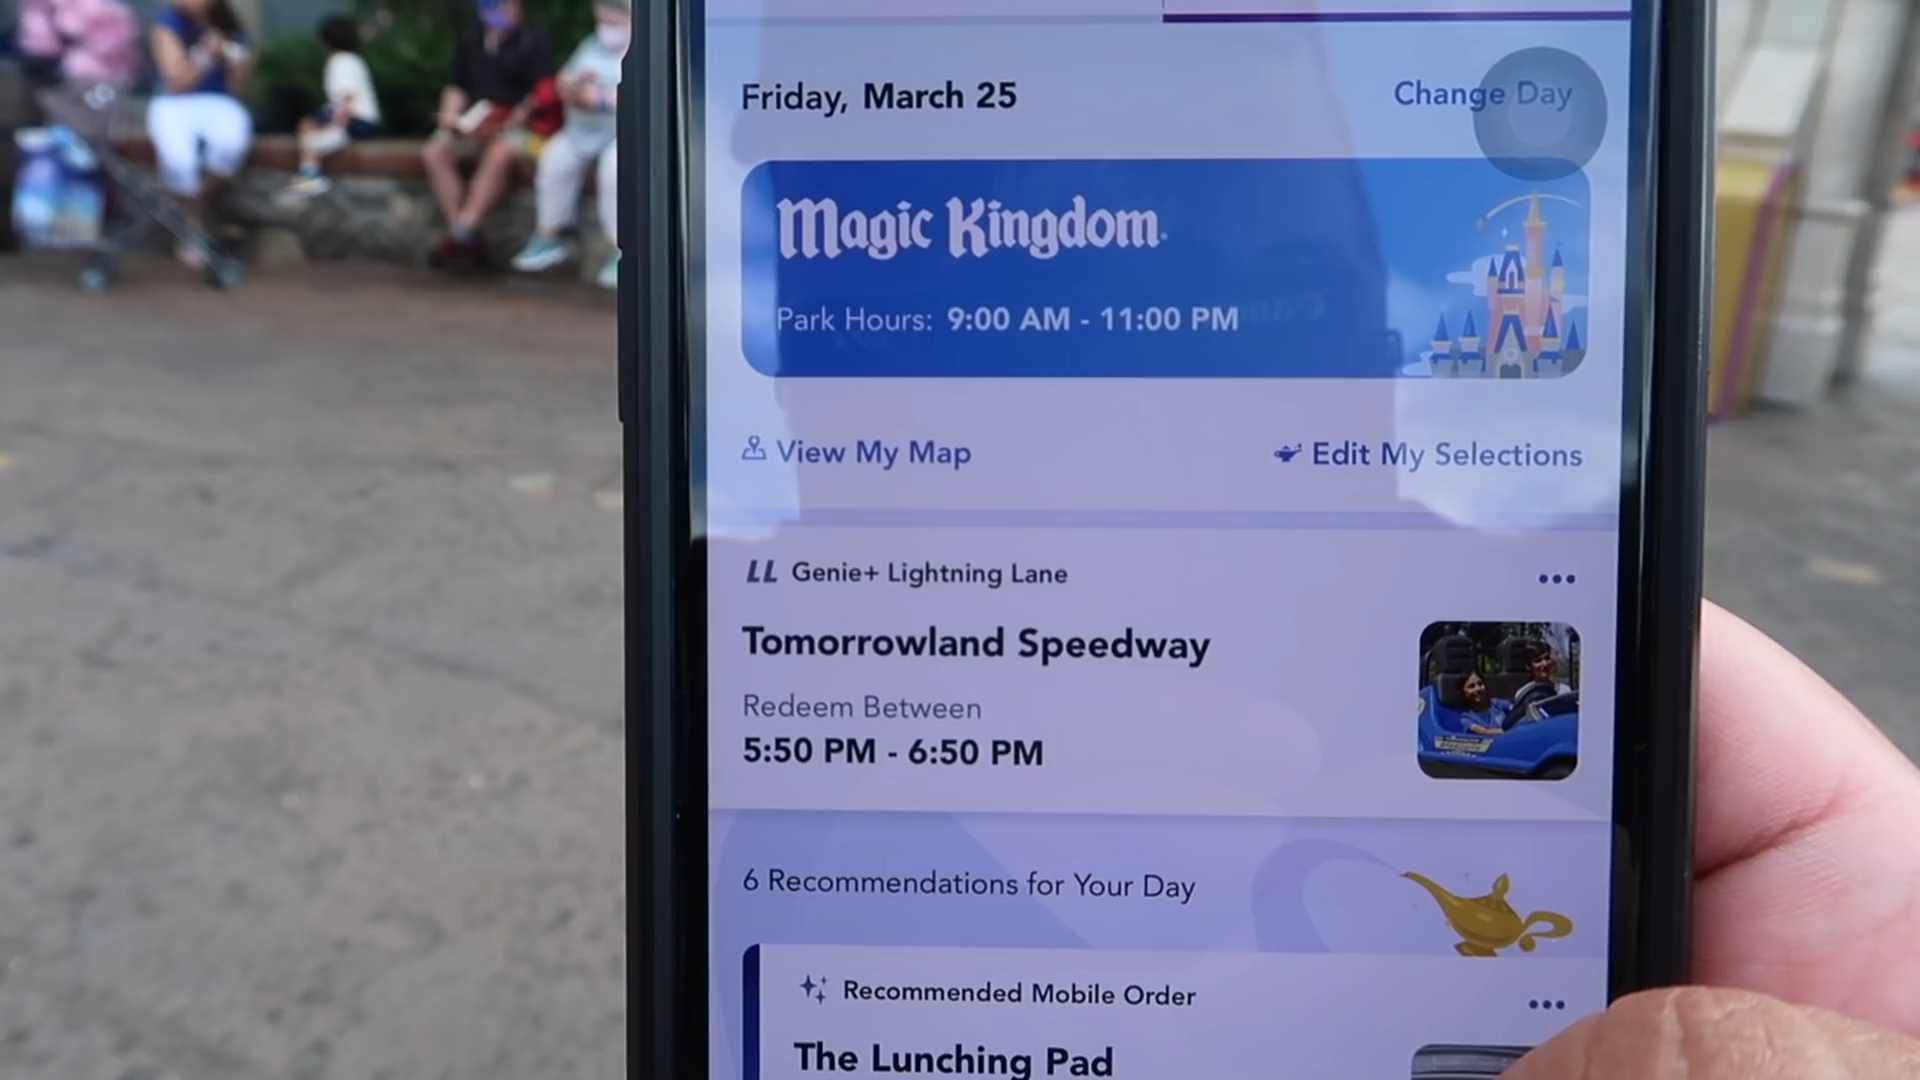 Friday, March 25
Change Day
Magic Kingdom
Park Hours: 9:00 AM - 11:00 PM
View My Map
Edit My Selections
LL Genie+ Lightning Lane
Tomorrowland Speedway
Redeem Between
5:50 PM - 6:50 PM
6 Recommendations for Your Day
Recommended Mobile Order
The Lunching Pad